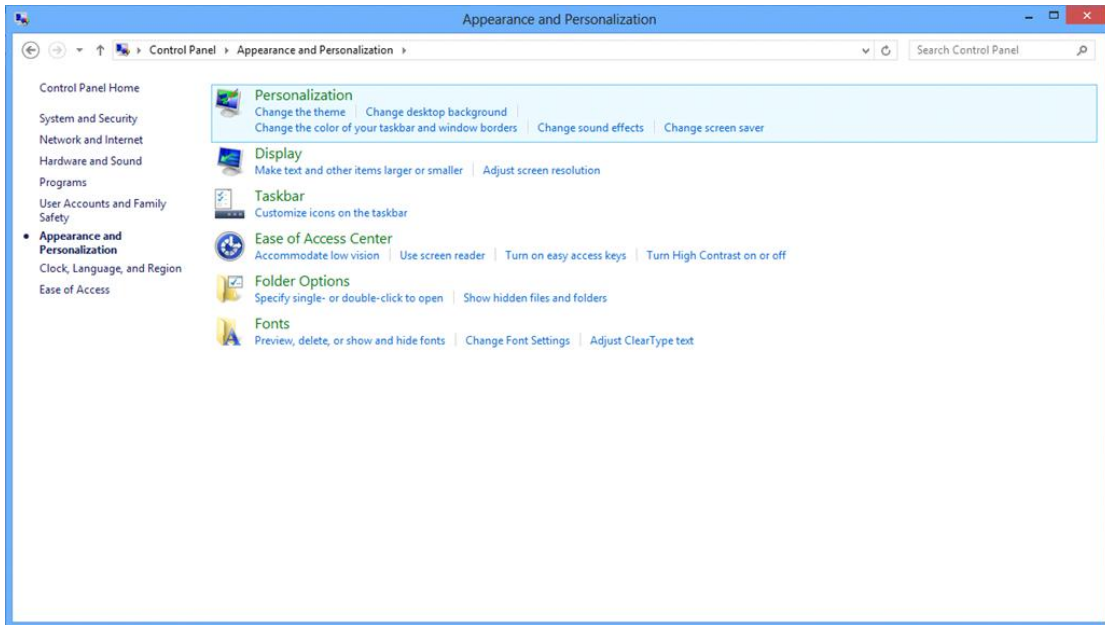 Appearance and Personalization
Control Panel Appearance and Personalization
Search Control Panel
Control Panel Home
System and Security
Network and Internet
Hardware and Sound
Programs
User Accounts and Family
Safety
Appearance and
Personalization
Clock, Language, and Region
Ease of Access
Personalization
Change the theme Change desktop background
Change the color of your taskbar and window borders Change sound effects Change screen saver
Display
Make text and other items larger or smaller Adjust screen resolution
Taskbar
Customize icons on the taskbar
Ease of Access Center
Accommodate low vision Use screen reader Turn on easy access keys Turn High Contrast on or off
Folder Options
Specify single- or double-click to open Show hidden files and folders
Fonts
Preview, delete, or show and hide fonts Change Font Settings Adjust ClearType text